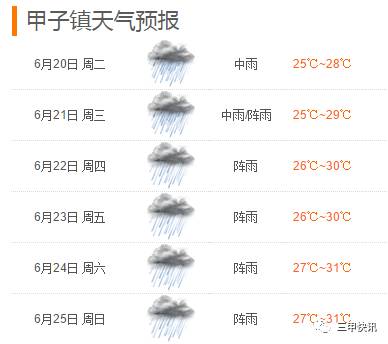 甲子镇天气预报
6月20日 周二 中雨 25℃~28℃
6月21日 周三 中雨/阵雨 25℃~29℃
6月22日 周四 阵雨 26℃~30℃
6月23日 周五 阵雨 26℃~30℃
6月24日 周六 阵雨 27℃~31℃
6月25日 周日 阵雨 27℃~31℃
三甲快讯